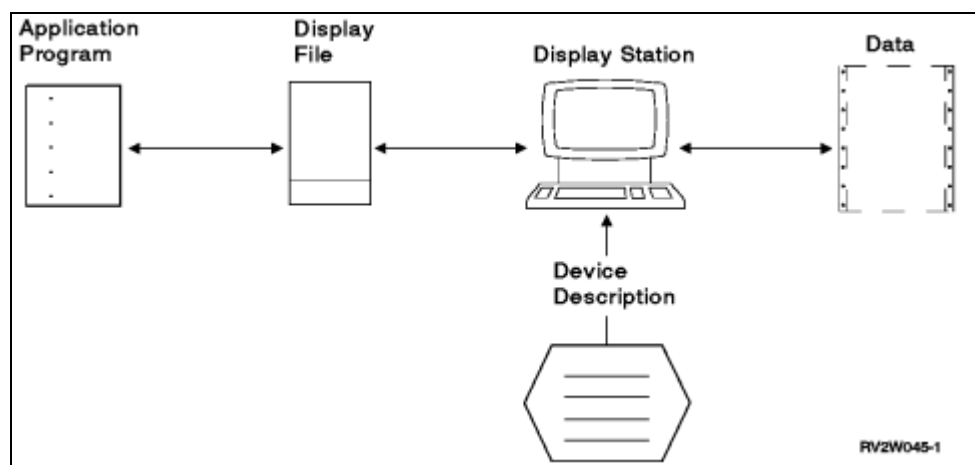 Application
Program
Display
File
Display Station
Data
Device
Description
RV2W045-1